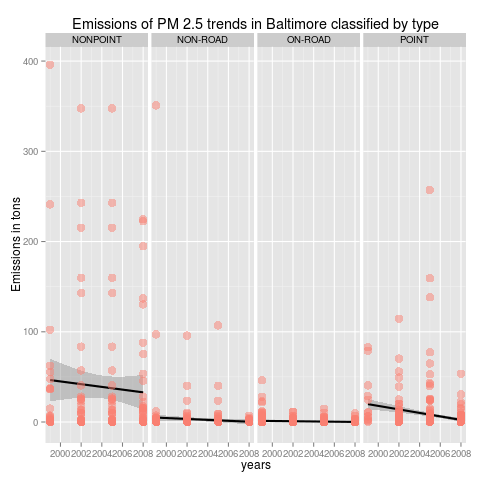 Emissions of PM 2.5 trends in Baltimore classified by type
NONPOINT NON-ROAD ON-ROAD POINT
400
300
200
100
0
Emissions in tons
2000 2002 2004 2006 2008 2000 2002 2004 2006 2008 2000 2002 2004 2006 2008 2000 2002 2004 2006 2008
years